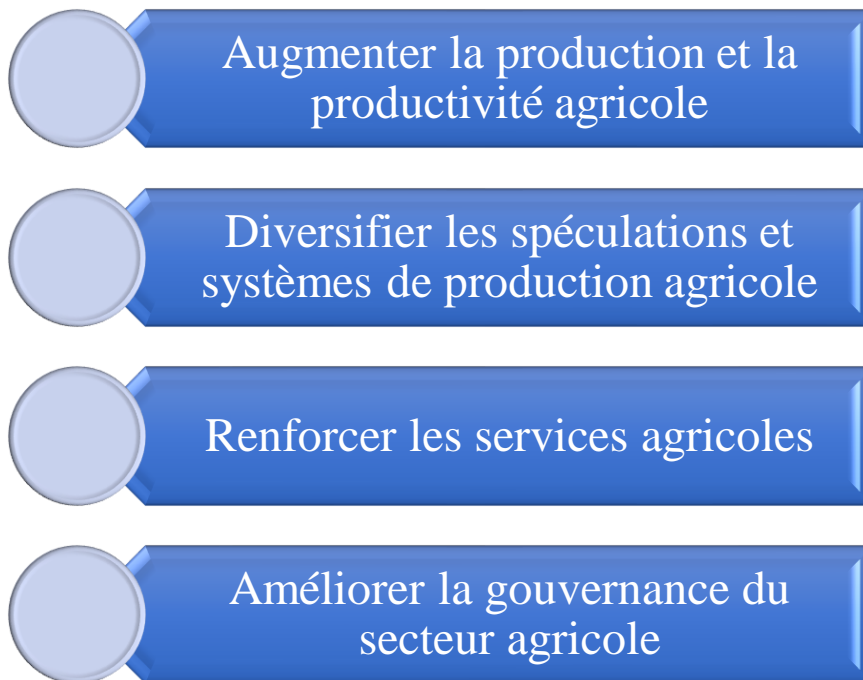 Augmenter la production et la
productivité agricole
Diversifier les spéculations et
systèmes de production agricole
Renforcer les services agricoles
Améliorer la gouvernance du
secteur agricole